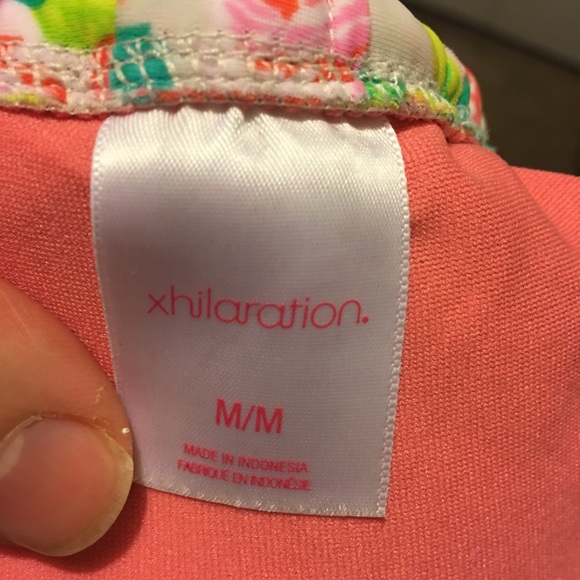 xhilaration.
M/M
MADE IN INDONESIA
FABRIQUÉ EN INDONÉSIE